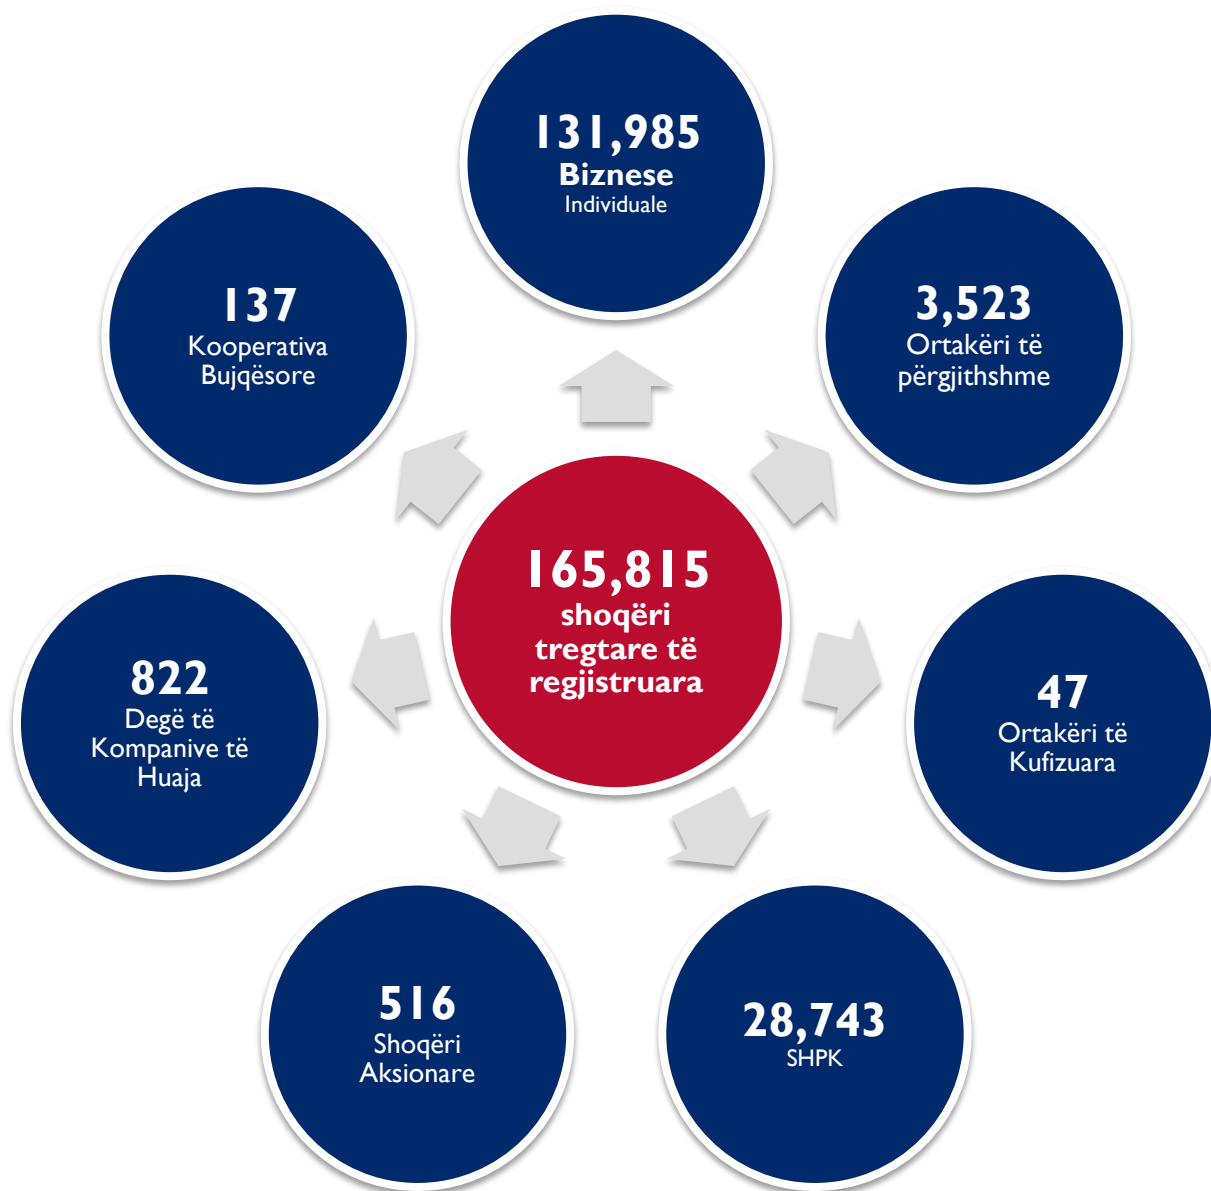 131,985
Biznese
Individuale
3,523
Ortakëri të
përgjithshme
47
Ortakëri të
Kufizuara
28,743
SHPK
516
Shoqëri
Aksionare
822
Degë të
Kompanive të
Huaja
137
Kooperativa
Bujqësore
165,815
shoqëri
tregtare të
regjistruara